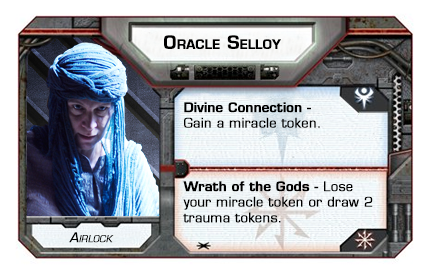 Oracle Selloy
Divine Connection -
Gain a miracle token.
Wrath of the Gods - Lose
your miracle token or draw 2
trauma tokens.
Airlock